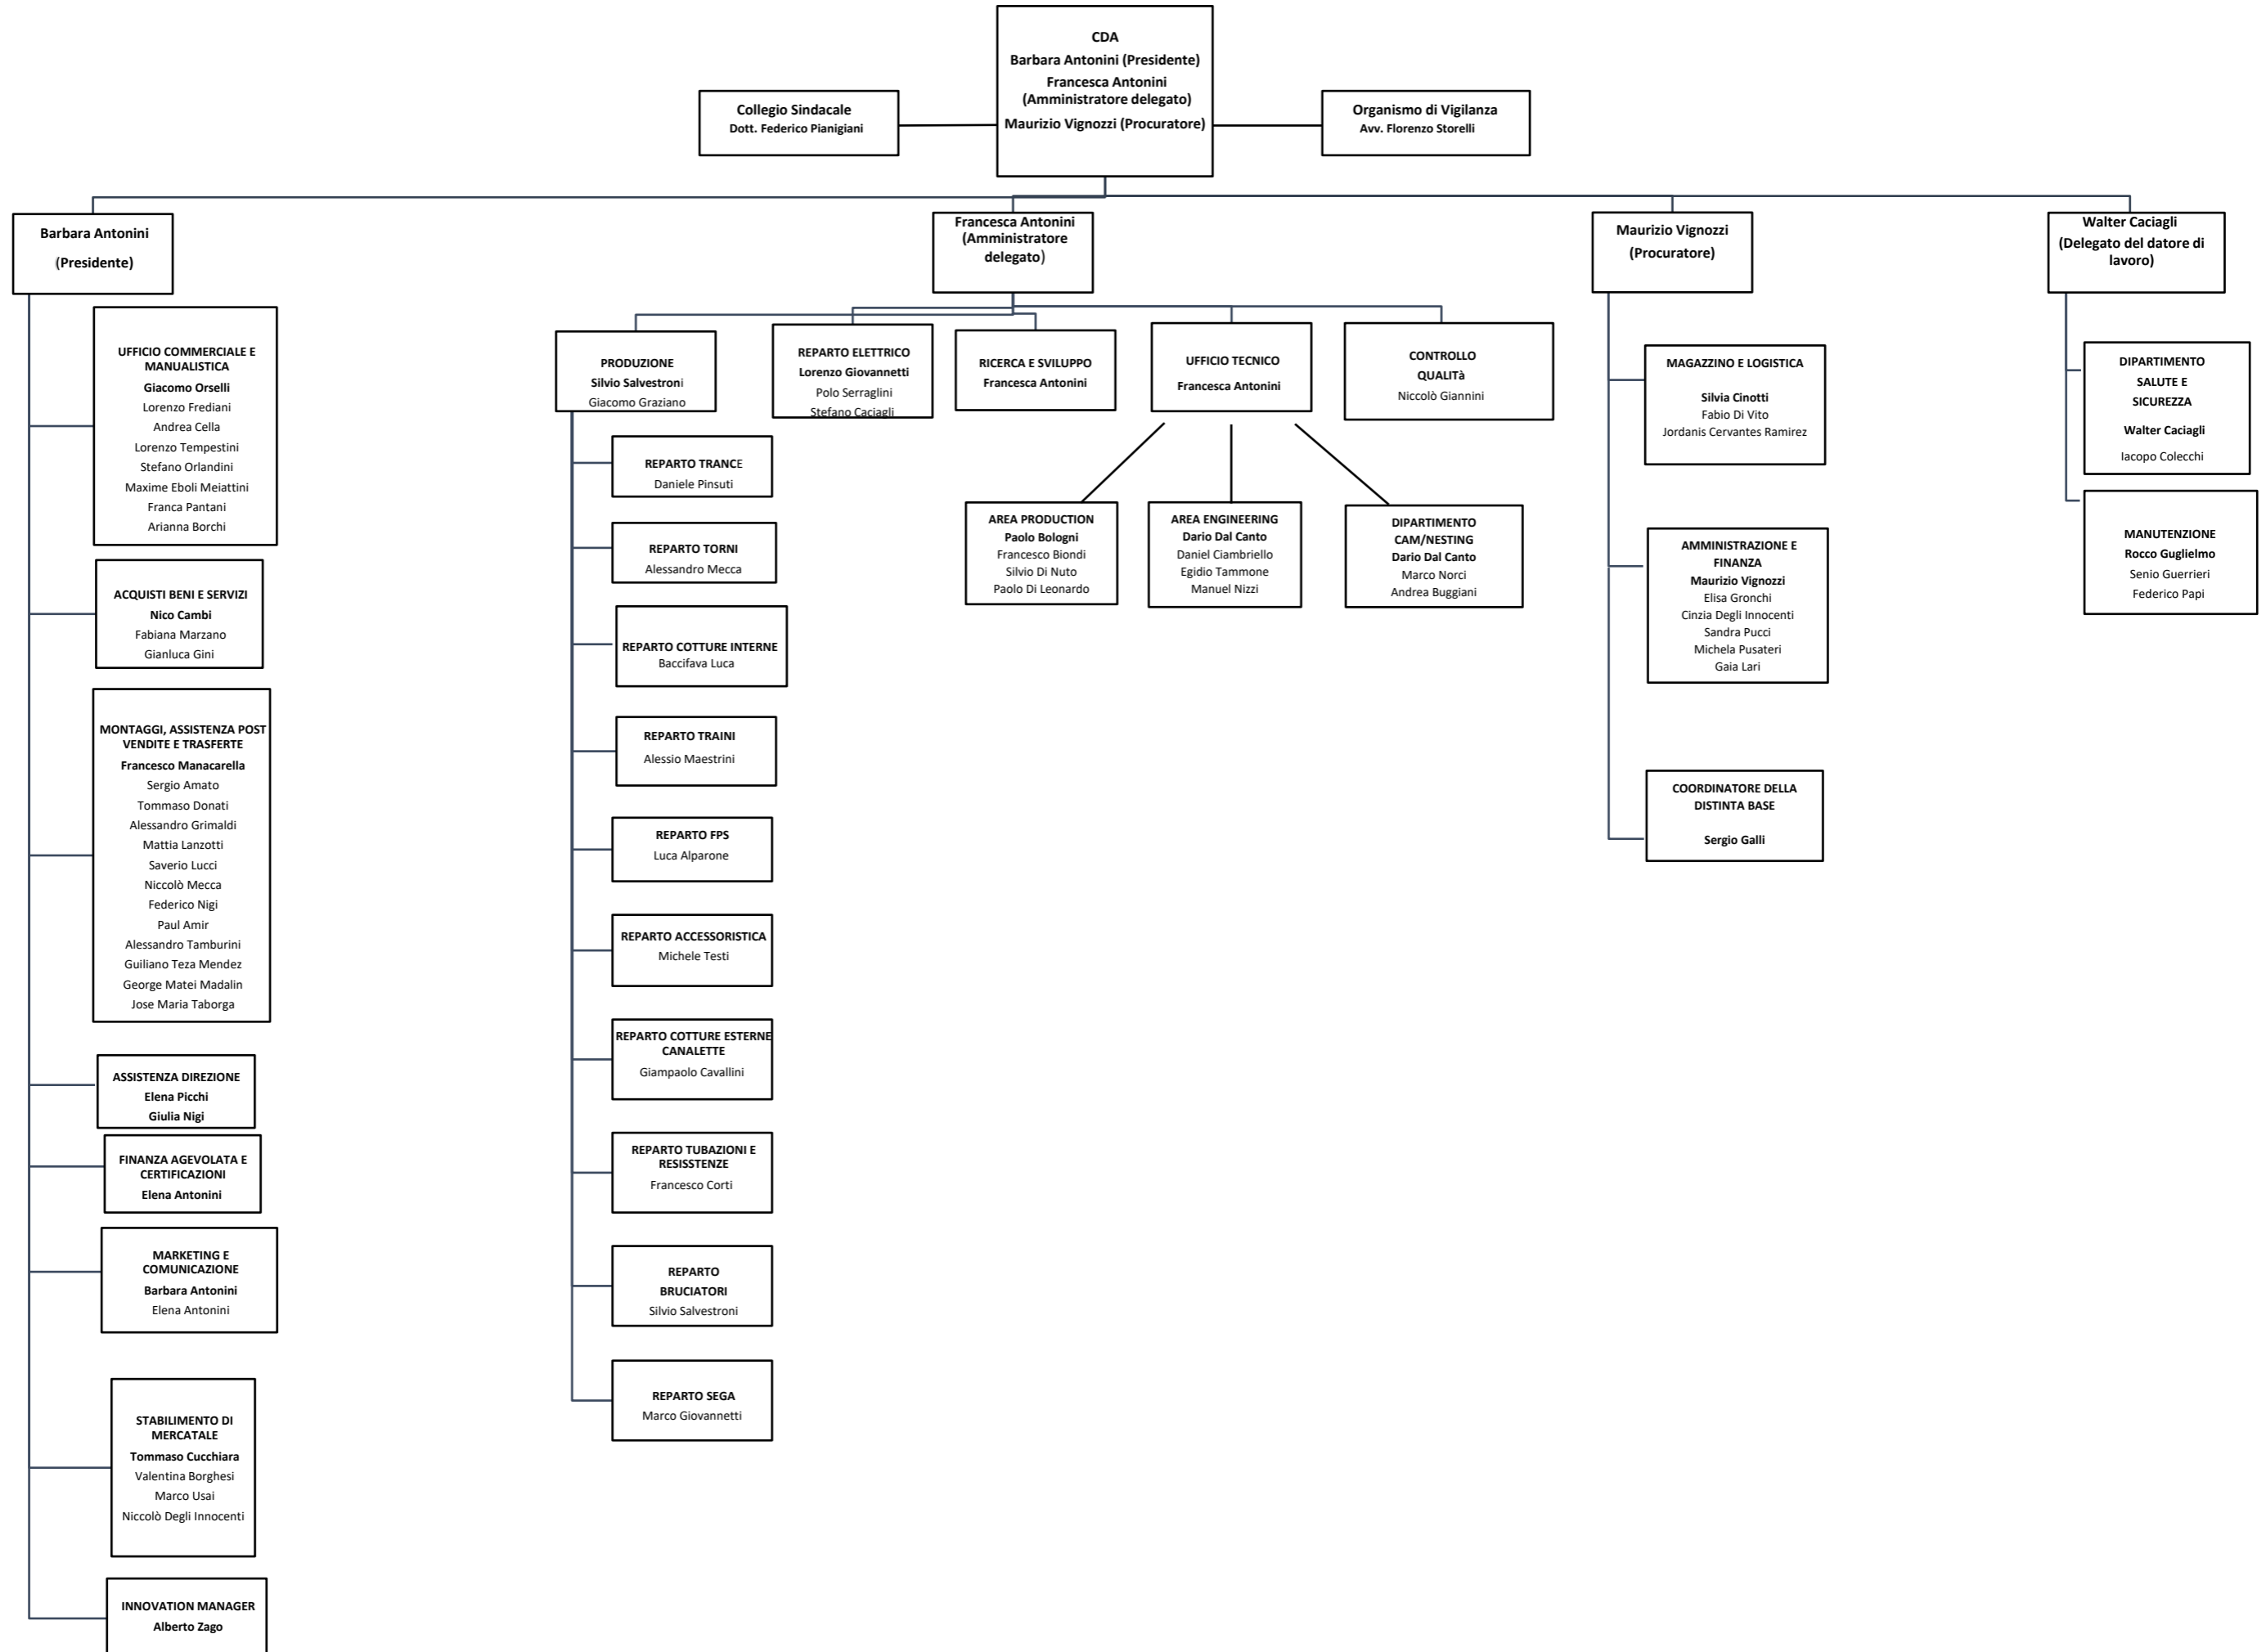 CDA
Barbara Antonini (Presidente)
Francesca Antonini
(Amministratore delegato)
Maurizio Vignozzi (Procuratore)
Collegio Sindacale
Dott. Federico Pianigiani
Organismo di Vigilanza
Avv. Florenzo Storelli
Barbara Antonini
(Presidente)
Francesca Antonini
(Amministratore
delegato)
Maurizio Vignozzi
(Procuratore)
Walter Caciagli
(Delegato del datore di
lavoro)
UFFICIO COMMERCIALE E
MANUALISTICA
Giacomo Orselli
Lorenzo Frediani
Andrea Cella
Lorenzo Tempestini
Stefano Orlandini
Maxime Eboli Meiattini
Franca Pantani
Arianna Borchi
ACQUISTI BENI E SERVIZI
Nico Cambi
Fabiana Marzano
Gianluca Gini
MONTAGGI, ASSISTENZA POST
VENDITE E TRASFERTE
Francesco Manacarella
Sergio Amato
Tommaso Donati
Alessandro Grimaldi
Mattia Lanzotti
Saverio Lucci
Niccolò Mecca
Federico Nigi
Paul Amir
Alessandro Tamburini
Guiliano Teza Mendez
George Matei Madalin
Jose Maria Taborga
ASSISTENZA DIREZIONE
Elena Picchi
Giulia Nigi
FINANZA AGEVOLATA E
CERTIFICAZIONI
Elena Antonini
MARKETING E
COMUNICAZIONE
Barbara Antonini
Elena Antonini
STABILIMENTO DI
MERCATALE
Tommaso Cucchiara
Valentina Borghesi
Marco Usai
Niccolò Degli Innocenti
INNOVATION MANAGER
Alberto Zago
PRODUZIONE
Silvio Salvestroni
Giacomo Graziano
REPARTO ELETTRICO
Lorenzo Giovannetti
Polo Serraglini
Stefano Caciagli
RICERCA E SVILUPPO
Francesca Antonini
UFFICIO TECNICO
Francesca Antonini
CONTROLLO
QUALITà
Niccolò Giannini
REPARTO TRANCE
Daniele Pinsuti
REPARTO TORNI
Alessandro Mecca
REPARTO COTTURE INTERNE
Baccifava Luca
REPARTO TRAINI
Alessio Maestrini
REPARTO FPS
Luca Alparone
REPARTO ACCESSORISTICA
Michele Testi
REPARTO COTTURE ESTERNE
CANALETTE
Giampaolo Cavallini
REPARTO TUBAZIONI E
RESISSTENZE
Francesco Corti
REPARTO
BRUCIATORI
Silvio Salvestroni
REPARTO SEGA
Marco Giovannetti
AREA PRODUCTION
Paolo Bologni
Francesco Biondi
Silvio Di Nuto
Paolo Di Leonardo
AREA ENGINEERING
Dario Dal Canto
Daniel Ciambriello
Egidio Tammone
Manuel Nizzi
DIPARTIMENTO
CAM/NESTING
Dario Dal Canto
Marco Norci
Andrea Buggiani
MAGAZZINO E LOGISTICA
Silvia Cinotti
Fabio Di Vito
Jordanis Cervantes Ramirez
AMMINISTRAZIONE E
FINANZA
Maurizio Vignozzi
Elisa Gronchi
Cinzia Degli Innocenti
Sandra Pucci
Michela Pusateri
Gaia Lari
COORDINATORE DELLA
DISTINTA BASE
Sergio Galli
DIPARTIMENTO
SALUTE E
SICUREZZA
Walter Caciagli
Iacopo Colecchi
MANUTENZIONE
Rocco Guglielmo
Senio Guerrieri
Federico Papi